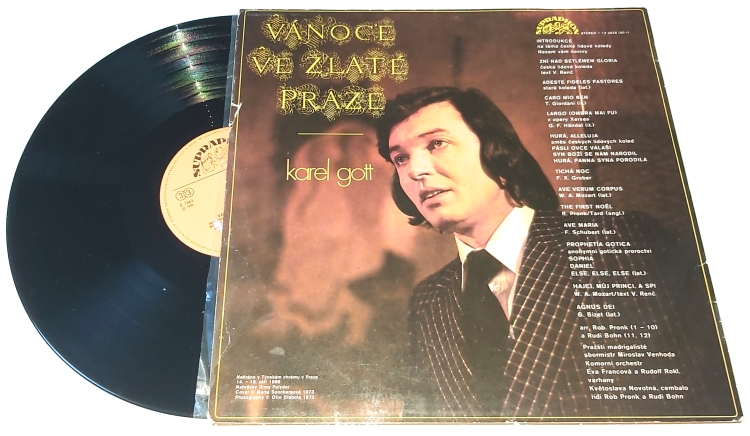 VÁNOCE
VE ZLATÉ
PRAZE
karel gott
SUPRAPHON
STEREO
INTRODUKCE
na téma české lidové koledy
Nesem vám noviny
ZNÍ NAD BETLEMEM GLORIA
česká lidová koleda
text V. Renč
ADESTE FIDELES PASTORES
stará koleda (lat.)
CARO MIO BEN
T. Giordani (it.)
LARGO (OMBRA MAI FU)
z opery Xerxes
G. F. Händel (it.)
HURÁ, ALLELUJA
směs českých lidových koled
PÁSLI OVCE VALAŠI
SYN BOŽÍ SE NÁM NARODIL
HURÁ, PANNA SYNA PORODILA
TICHÁ NOC
F. X. Gruber
AVE VERUM CORPUS
W. A. Mozart (lat.)
THE FIRST NOËL
R. Pronk/Tard (angl.)
AVE MARIA
F. Schubert (lat.)
PROPHETIA GOTICA
anonymní gotická proroctví
SOPHIA
DANIEL
ELSE, ELSE, ELSE (lat.)
HAJEJ, MŮJ PRINCI, A SPI
W. A. Mozart/text V. Renč
AGNUS DEI
G. Bizet (lat.)
arr. Rob. Pronk (1 – 10)
a Rudi Bohn (11, 12)
Pražští madrigalisté
sbormistr Miroslav Venhoda
Komorní orchestr
Eva Francová a Rudolf Rokl,
varhany
Květoslava Novotná, cembalo
řídí Rob Pronk a Rudi Bohn
Natočeno v Týnském chrámu v Praze
Nahrávky firmy Polydor
SUPRAPHON
33